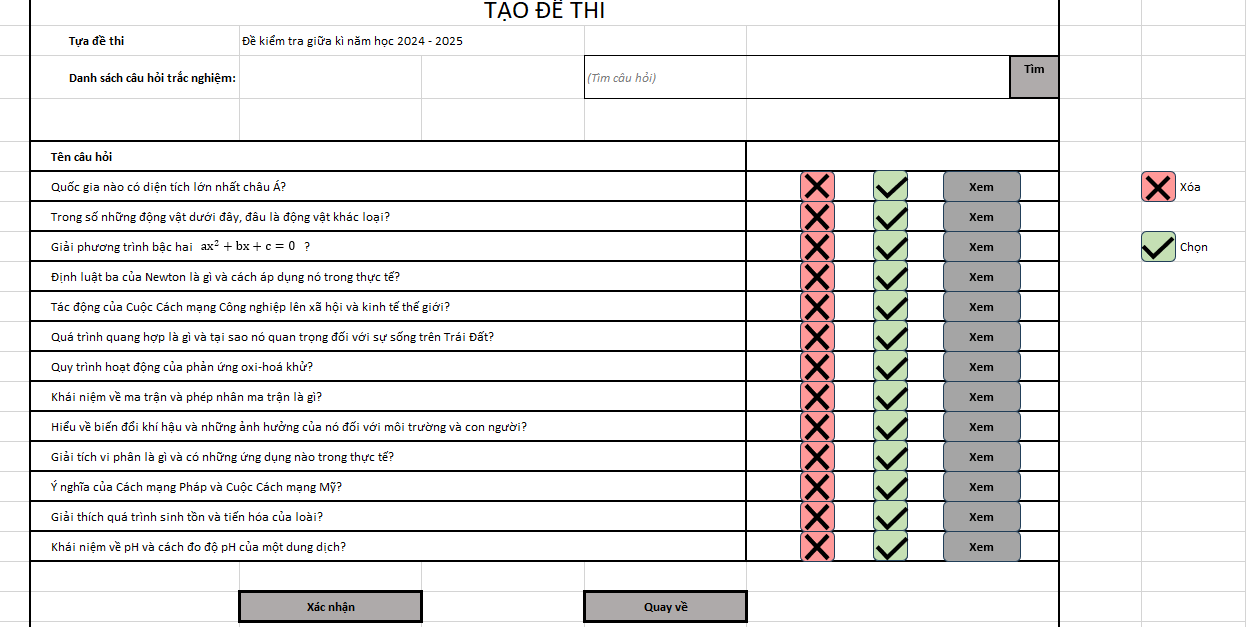 TẠO ĐỀ THI
Tựa đề thi Đề kiểm tra giữa kì năm học 2024 - 2025
Danh sách câu hỏi trắc nghiệm: (Tìm câu hỏi) Tìm
Tên câu hỏi
Quốc gia nào có diện tích lớn nhất châu Á? Xem Xóa
Trong số những động vật dưới đây, đâu là động vật khác loại? Xem
Giải phương trình bậc hai ax² + bx + c = 0 ? Xem Chọn
Định luật ba của Newton là gì và cách áp dụng nó trong thực tế? Xem
Tác động của Cuộc Cách mạng Công nghiệp lên xã hội và kinh tế thế giới? Xem
Quá trình quang hợp là gì và tại sao nó quan trọng đối với sự sống trên Trái Đất? Xem
Quy trình hoạt động của phản ứng oxi-hoá khử? Xem
Khái niệm về ma trận và phép nhân ma trận là gì? Xem
Hiểu về biến đổi khí hậu và những ảnh hưởng của nó đối với môi trường và con người? Xem
Giải tích vi phân là gì và có những ứng dụng nào trong thực tế? Xem
Ý nghĩa của Cách mạng Pháp và Cuộc Cách mạng Mỹ? Xem
Giải thích quá trình sinh tồn và tiến hóa của loài? Xem
Khái niệm về pH và cách đo độ pH của một dung dịch? Xem
Xác nhận Quay về